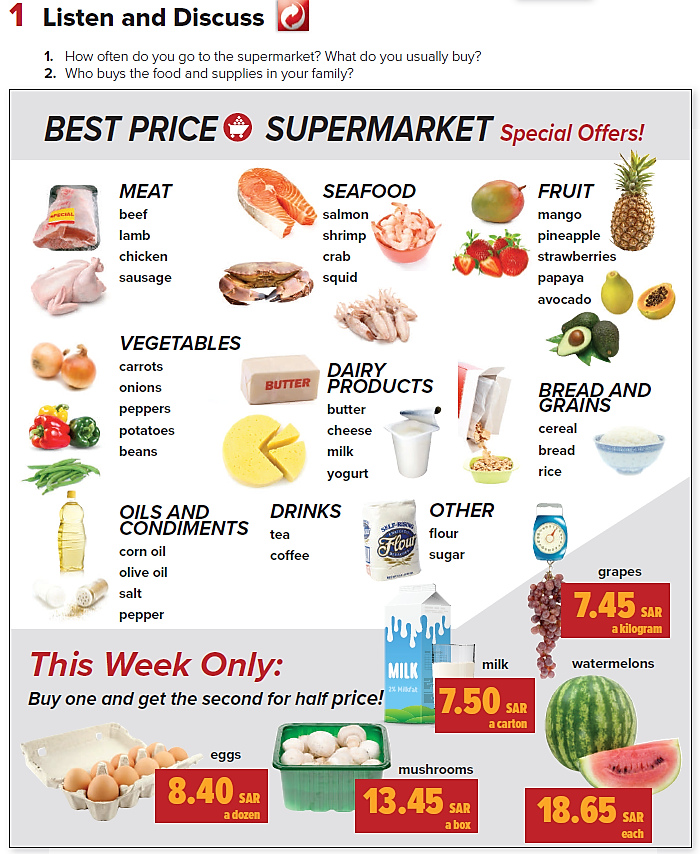 1 Listen and Discuss
1. How often do you go to the supermarket? What do you usually buy?
2. Who buys the food and supplies in your family?
BEST PRICE SUPERMARKET Special Offers!
MEAT
beef
lamb
chicken
sausage
SPECIAL
SEAFOOD
salmon
shrimp
crab
squid
FRUIT
mango
pineapple
strawberries
papaya
avocado
VEGETABLES
carrots
onions
peppers
potatoes
beans
BUTTER
DAIRY
PRODUCTS
butter
cheese
milk
yogurt
BREAD AND
GRAINS
cereal
bread
rice
OILS AND
CONDIMENTS
corn oil
olive oil
salt
pepper
DRINKS
tea
coffee
SELF-RISING
Flour
OTHER
flour
sugar
grapes
7.45 SAR
a kilogram
This Week Only:
Buy one and get the second for half price!
MILK
2% Milkfat
milk
7.50 SAR
a carton
watermelons
18.65 SAR
each
eggs
8.40 SAR
a dozen
mushrooms
13.45 SAR
a box